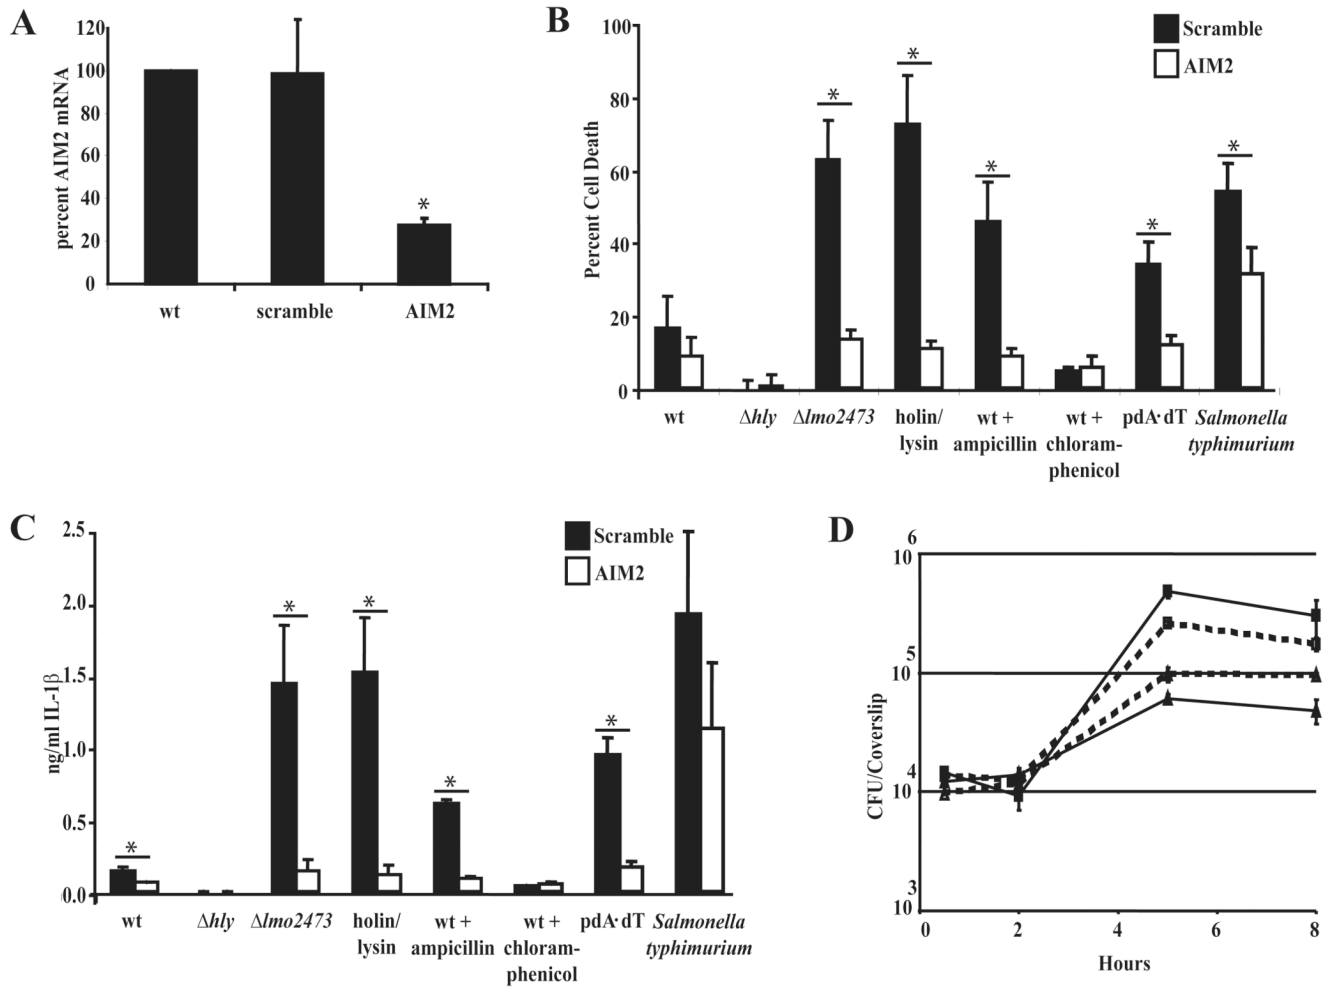 A
percent AIM2 mRNA
120
100
80
60
40
20
0
*
wt
scramble
AIM2
B
Percent Cell Death
100
80
60
40
20
0
Scramble
AIM2
*
*
*
*
*
wt
Δhly
Δlmo2473
holin/
lysin
wt +
ampicillin
wt +
chloram-
phenicol
pdA·dT
Salmonella
typhimurium
C
ng/ml IL-1β
2.5
2.0
1.5
1.0
0.5
0.0
Scramble
AIM2
*
*
*
*
*
wt
Δhly
Δlmo2473
holin/
lysin
wt +
ampicillin
wt +
chloram-
phenicol
pdA·dT
Salmonella
typhimurium
D
CFU/Coverslip
10 6
10 5
10 4
10 3
0
2
4
6
8
Hours